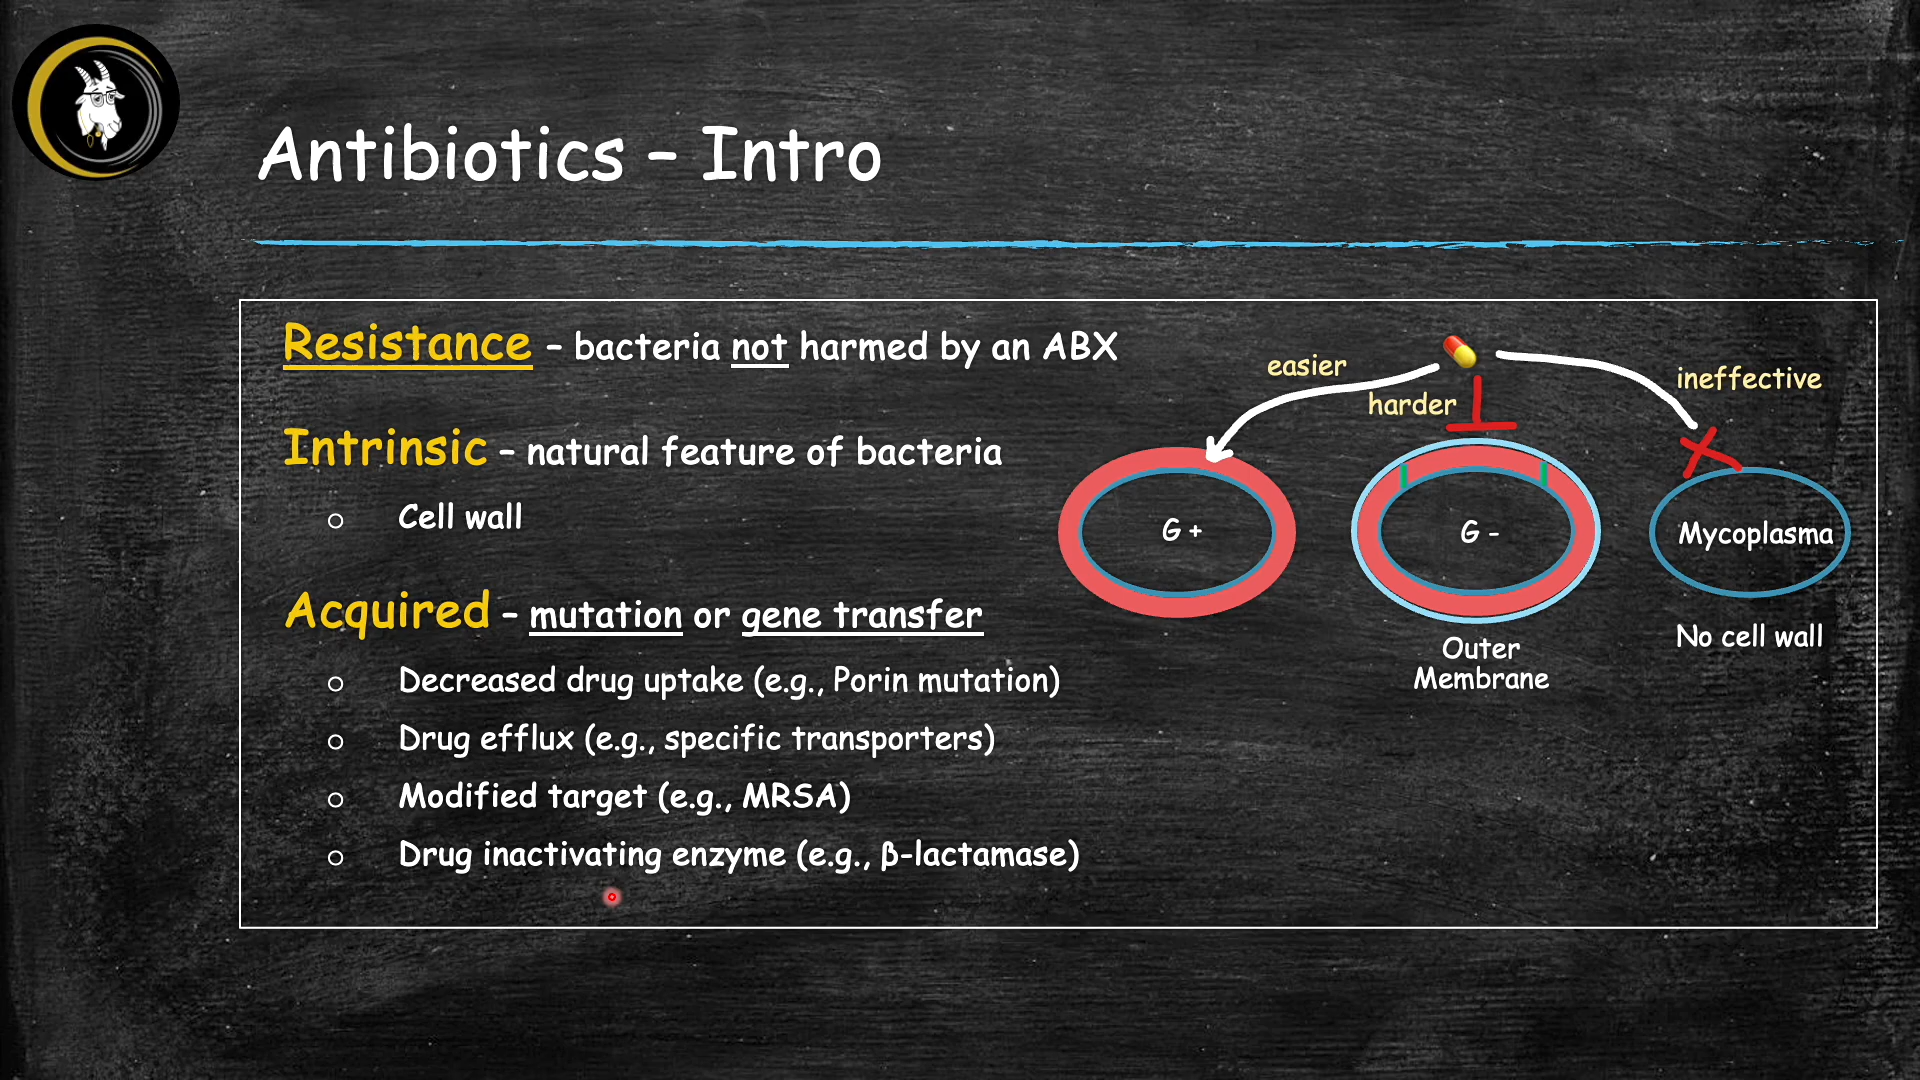 Antibiotics – Intro
Resistance – bacteria not harmed by an ABX
Intrinsic – natural feature of bacteria
o Cell wall
Acquired – mutation or gene transfer
o Decreased drug uptake (e.g., Porin mutation)
o Drug efflux (e.g., specific transporters)
o Modified target (e.g., MRSA)
o Drug inactivating enzyme (e.g., β-lactamase)
easier
harder
ineffective
G +
G -
Mycoplasma
Outer
Membrane
No cell wall